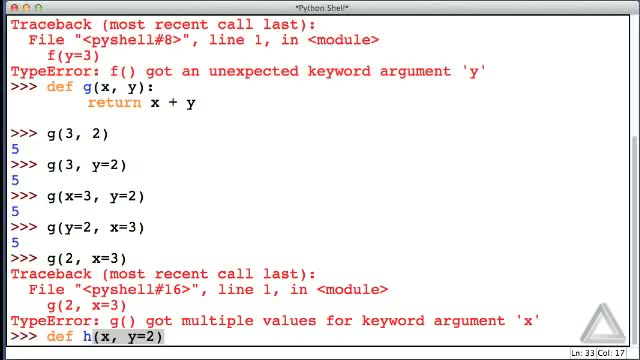 *Python Shell*
Traceback (most recent call last):
  File "<pyshell#8>", line 1, in <module>
    f(y=3)
TypeError: f() got an unexpected keyword argument 'y'
>>> def g(x, y):
        return x + y

>>> g(3, 2)
5
>>> g(3, y=2)
5
>>> g(x=3, y=2)
5
>>> g(y=2, x=3)
5
>>> g(2, x=3)
Traceback (most recent call last):
  File "<pyshell#16>", line 1, in <module>
    g(2, x=3)
TypeError: g() got multiple values for keyword argument 'x'
>>> def h(x, y=2)
Ln: 33 Col: 17